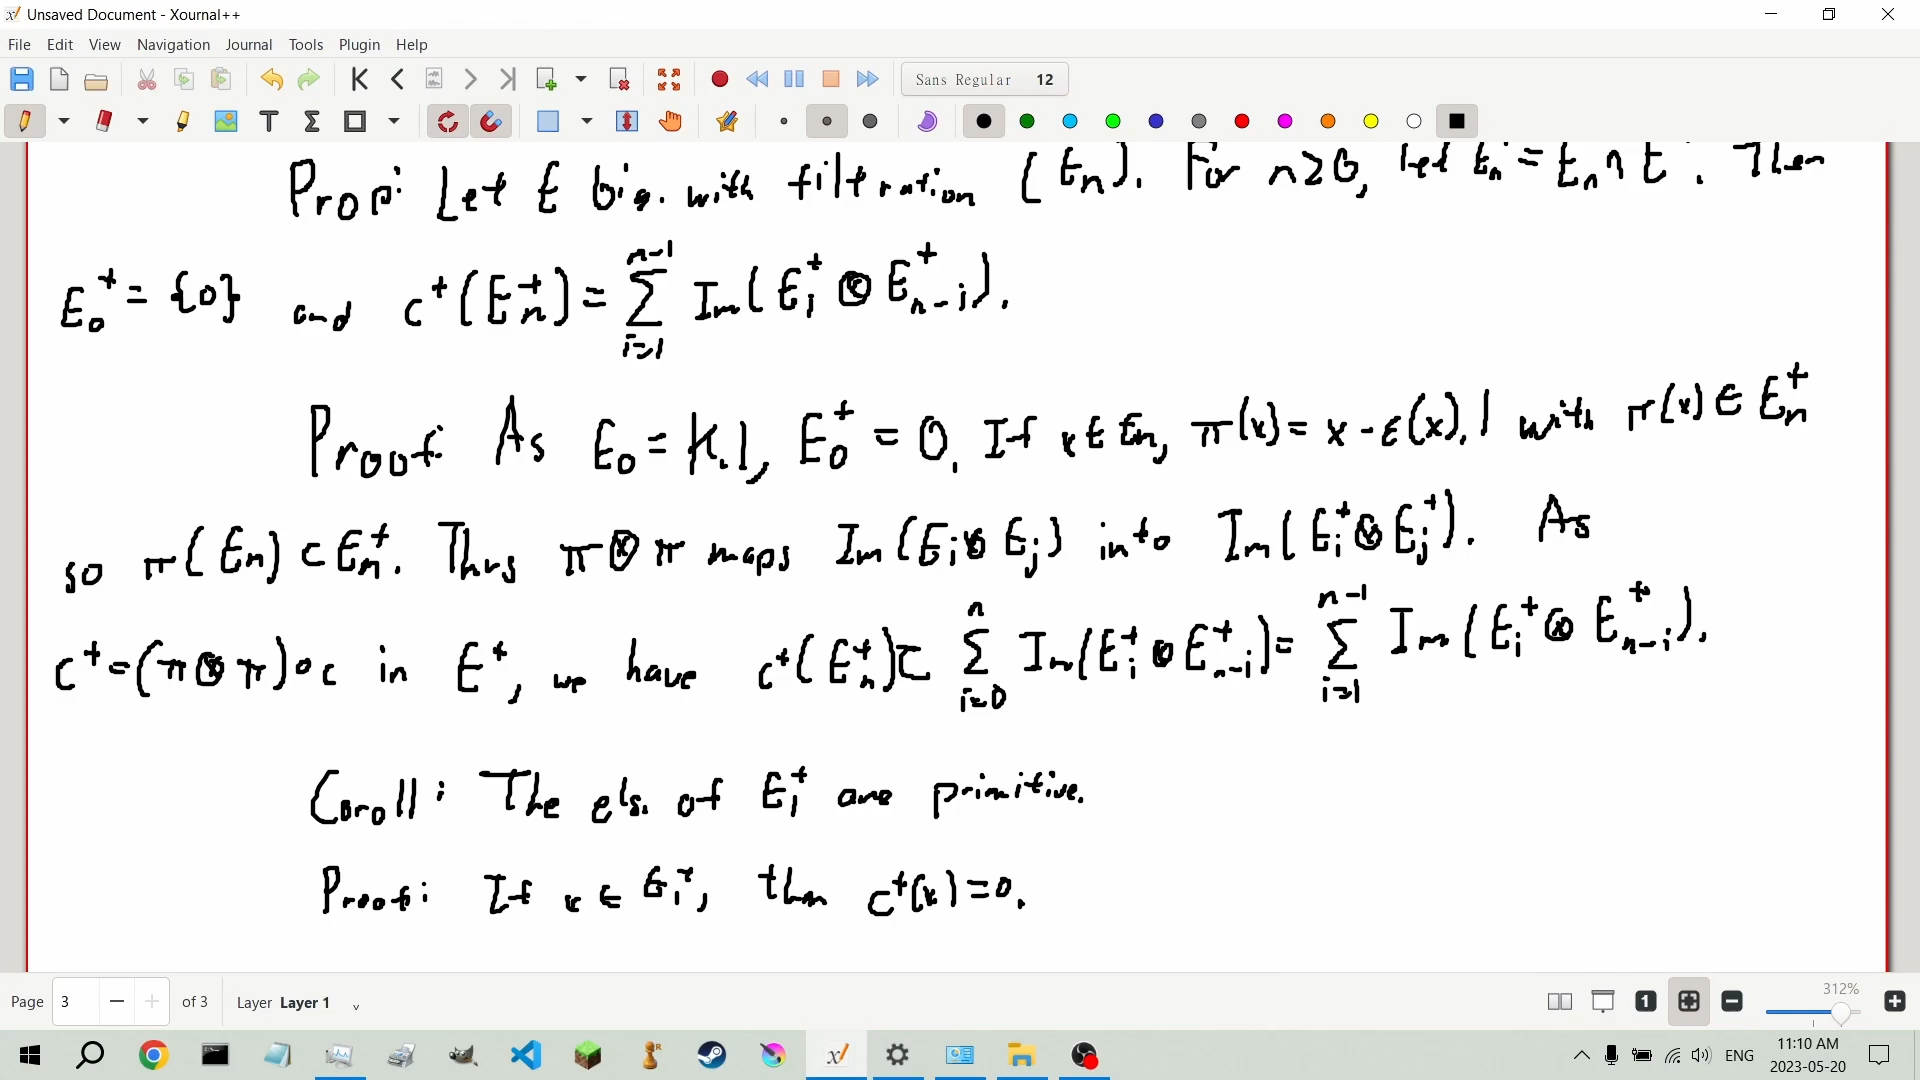 Unsaved Document - Xournal++
File Edit View Navigation Journal Tools Plugin Help
Sans Regular 12
Prop: Let E big. with filtration (En). For n≥0, let En⁺ = En ∩ E⁺. Then
E₀⁺ = {0} and c⁺(En⁺) = Σ_{i=1}^{n-1} Im(Ei⁺ ⊗ E_{n-i}⁺).
Proof: As E₀ = K.1, E₀⁺ = 0. If x ∈ En, π(x) = x - ε(x).1 with π(x) ∈ En⁺
so π(En) ⊂ En⁺. Thus π⊗π maps Im(Ei⊗Ej) into Im(Ei⁺⊗Ej⁺). As
c⁺ = (π⊗π)∘c in E⁺, we have c⁺(En⁺) ⊂ Σ_{i=0}^{n} Im(Ei⁺⊗E_{n-i}⁺) = Σ_{i=1}^{n-1} Im(Ei⁺⊗E_{n-i}⁺).
Coroll: The els. of E₁⁺ are primitive.
Proof: If x ∈ E₁⁺, then c⁺(x) = 0.
Page 3 of 3 Layer Layer 1 312%
ENG 11:10 AM
2023-05-20